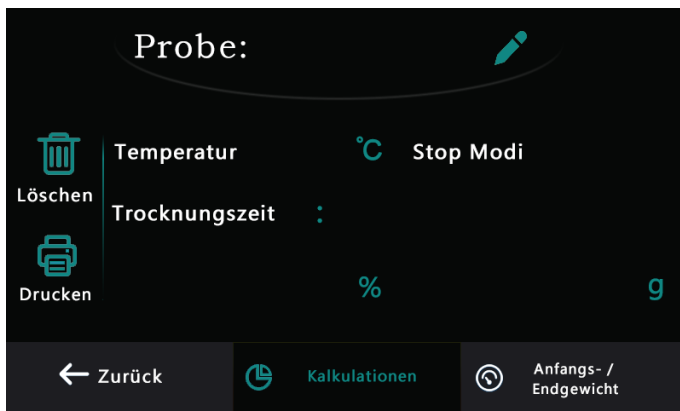 Probe:
Temperatur °C Stop Modi
Löschen
Trocknungszeit :
Drucken
% g
Zurück
Kalkulationen
Anfangs- /
Endgewicht